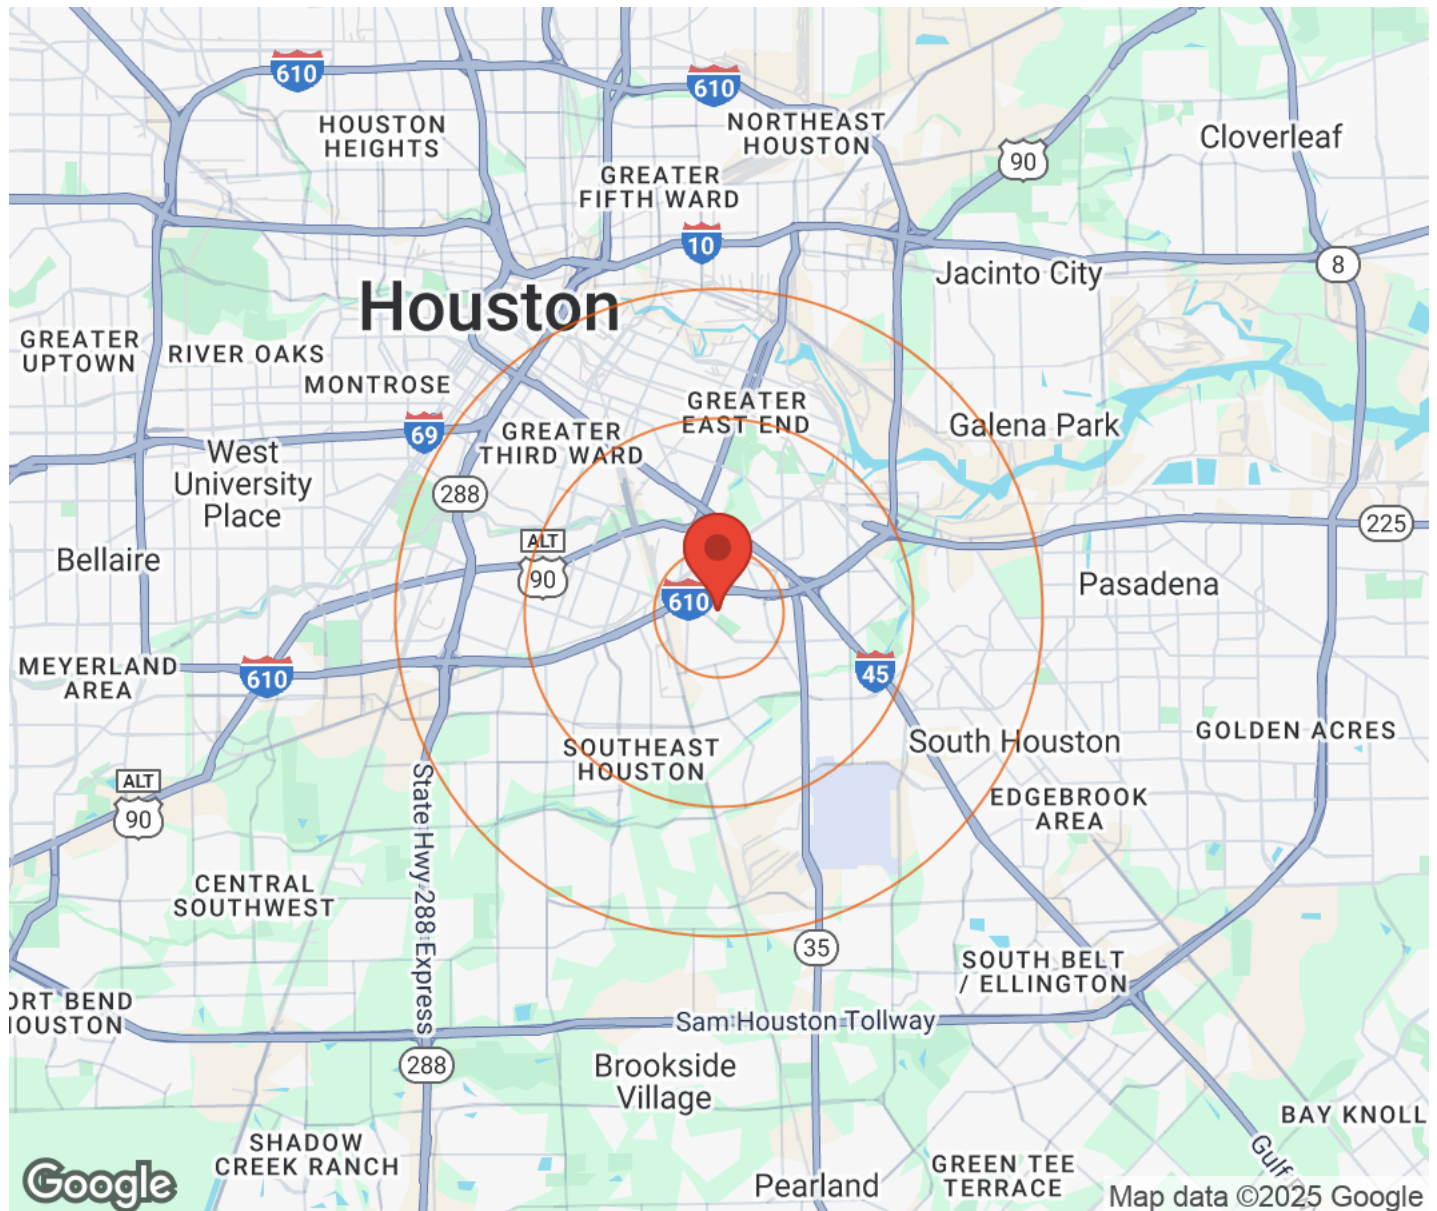 610
610
HOUSTON
HEIGHTS
NORTHEAST
HOUSTON
90
Cloverleaf
GREATER
FIFTH WARD
10
8
Jacinto City
Houston
GREATER
UPTOWN
RIVER OAKS
MONTROSE
GREATER
EAST END
69
GREATER
THIRD WARD
Galena Park
West
University
Place
288
225
Bellaire
ALT
90
610
Pasadena
MEYERLAND
AREA
610
45
SOUTHEAST
HOUSTON
South Houston
GOLDEN ACRES
ALT
90
State Hwy 288 Express
EDGEBROOK
AREA
CENTRAL
SOUTHWEST
35
SOUTH BELT
/ ELLINGTON
ORT BEND
HOUSTON
Sam Houston Tollway
288
Brookside
Village
BAY KNOLL
SHADOW
CREEK RANCH
GREEN TEE
TERRACE
Gulf
Pearland
Google
Map data ©2025 Google